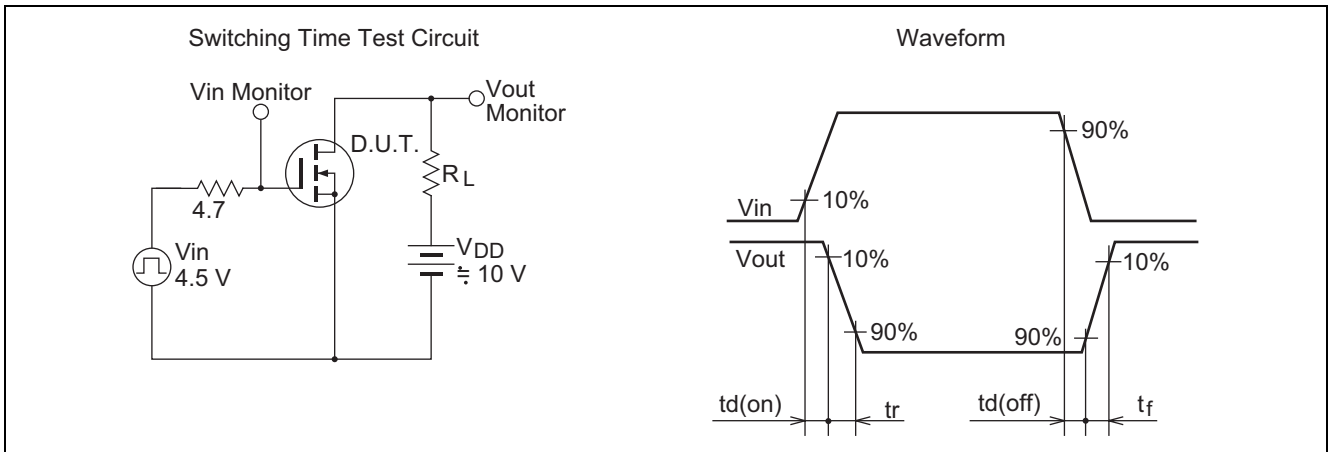 Switching Time Test Circuit
Vin Monitor
Vout
Monitor
D.U.T.
RL
4.7
Vin
4.5 V
VDD
≒ 10 V
Waveform
90%
Vin
10%
Vout
10%
10%
90%
90%
td(on)
tr
td(off)
tf